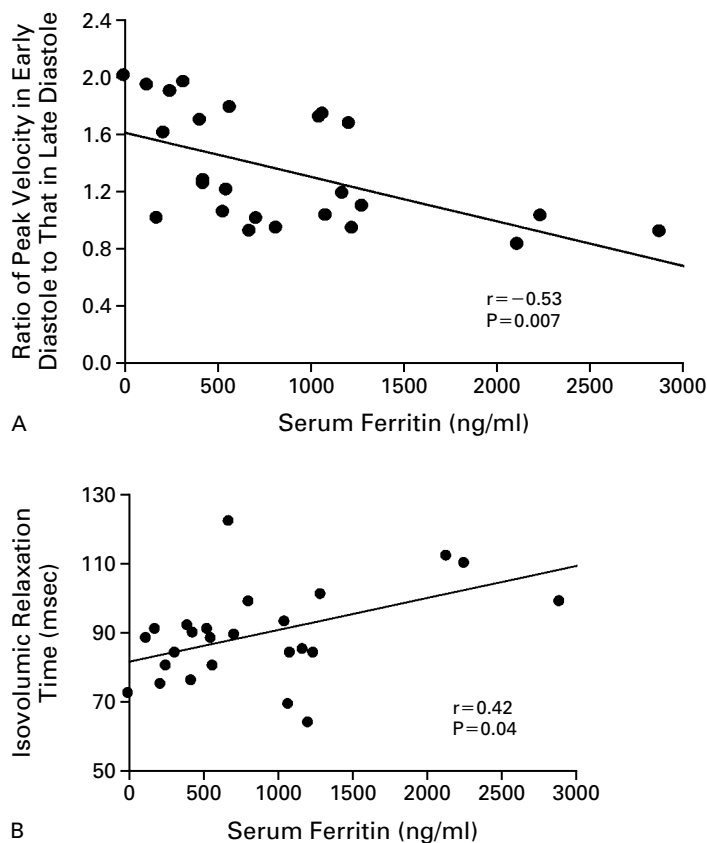 Ratio of Peak Velocity in Early
Diastole to That in Late Diastole
2.4
2.0
1.6
1.2
0.8
0.4
0.0
r=−0.53
P=0.007
0 500 1000 1500 2000 2500 3000
A
Serum Ferritin (ng/ml)
Isovolumic Relaxation
Time (msec)
130
110
90
70
50
r=0.42
P=0.04
0 500 1000 1500 2000 2500 3000
B
Serum Ferritin (ng/ml)